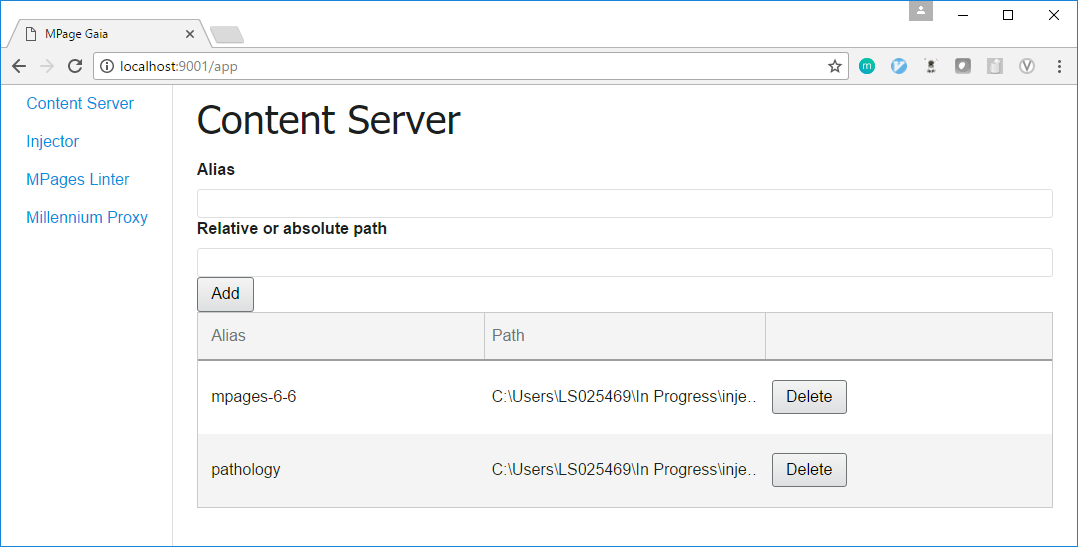 MPage Gaia
localhost:9001/app
Content Server
Injector
MPages Linter
Millennium Proxy
Content Server
Alias
Relative or absolute path
Add
Alias Path
mpages-6-6 C:\Users\LS025469\In Progress\inje.. Delete
pathology C:\Users\LS025469\In Progress\inje.. Delete